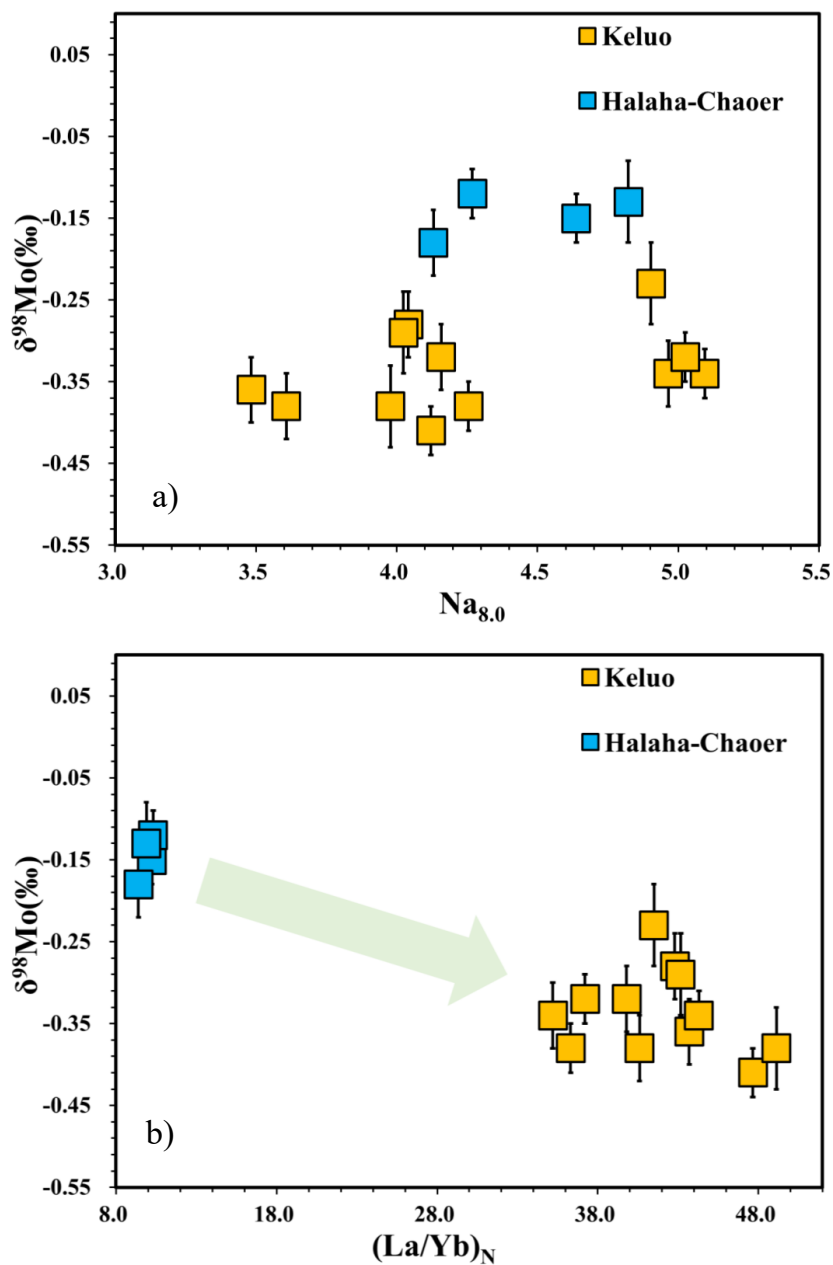 Keluo
Halaha-Chaoer
0.05
-0.05
-0.15
-0.25
-0.35
-0.45
-0.55
δ⁹⁸Mo(‰)
a)
3.0 3.5 4.0 4.5 5.0 5.5
Na₈.₀
Keluo
Halaha-Chaoer
0.05
-0.05
-0.15
-0.25
-0.35
-0.45
-0.55
δ⁹⁸Mo(‰)
b)
8.0 18.0 28.0 38.0 48.0
(La/Yb)N